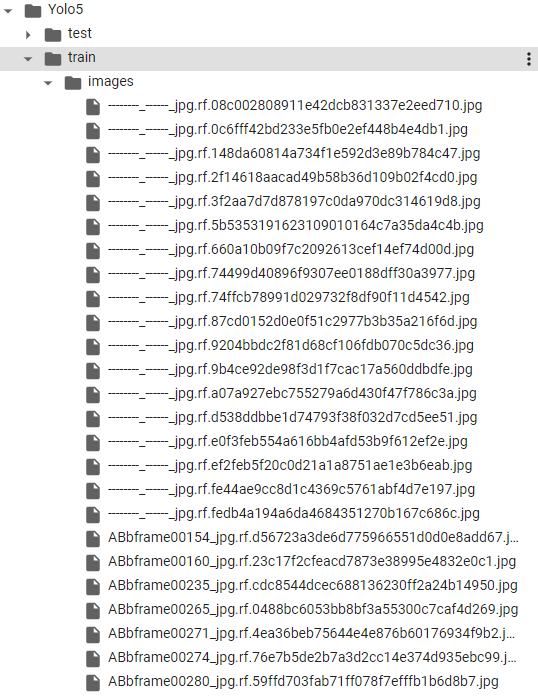 Yolo5
test
train
images
--------_------_jpg.rf.08c002808911e42dcb831337e2eed710.jpg
--------_------_jpg.rf.0c6fff42bd233e5fb0e2ef448b4e4db1.jpg
--------_------_jpg.rf.148da60814a734f1e592d3e89b784c47.jpg
--------_------_jpg.rf.2f14618aacad49b58b36d109b02f4cd0.jpg
--------_------_jpg.rf.3f2aa7d7d878197c0da970dc314619d8.jpg
--------_------_jpg.rf.5b5353191623109010164c7a35da4c4b.jpg
--------_------_jpg.rf.660a10b09f7c2092613cef14ef74d00d.jpg
--------_------_jpg.rf.74499d40896f9307ee0188dff30a3977.jpg
--------_------_jpg.rf.74ffcb78991d029732f8df90f11d4542.jpg
--------_------_jpg.rf.87cd0152d0e0f51c2977b3b35a216f6d.jpg
--------_------_jpg.rf.9204bbdc2f81d68cf106fdb070c5dc36.jpg
--------_------_jpg.rf.9b4ce92de98f3d1f7cac17a560ddbdfe.jpg
--------_------_jpg.rf.a07a927ebc755279a6d430f47f786c3a.jpg
--------_------_jpg.rf.d538ddbbe1d74793f38f032d7cd5ee51.jpg
--------_------_jpg.rf.e0f3feb554a616bb4afd53b9f612ef2e.jpg
--------_------_jpg.rf.ef2feb5f20c0d21a1a8751ae1e3b6eab.jpg
--------_------_jpg.rf.fe44ae9cc8d1c4369c5761abf4d7e197.jpg
--------_------_jpg.rf.fedb4a194a6da4684351270b167c686c.jpg
ABbframe00154_jpg.rf.d56723a3de6d775966551d0d0e8add67.j...
ABbframe00160_jpg.rf.23c17f2cfeacd7873e38995e4832e0c1.jpg
ABbframe00235_jpg.rf.cdc8544dcec688136230ff2a24b14950.jpg
ABbframe00265_jpg.rf.0488bc6053bb8bf3a55300c7caf4d269.jpg
ABbframe00271_jpg.rf.4ea36beb75644e4e876b60176934f9b2.j...
ABbframe00274_jpg.rf.76e7b5de2b7a3d2cc14e374d935ebc99.j...
ABbframe00280_jpg.rf.59ffd703fab71ff078f7efffb1b6d8b7.jpg